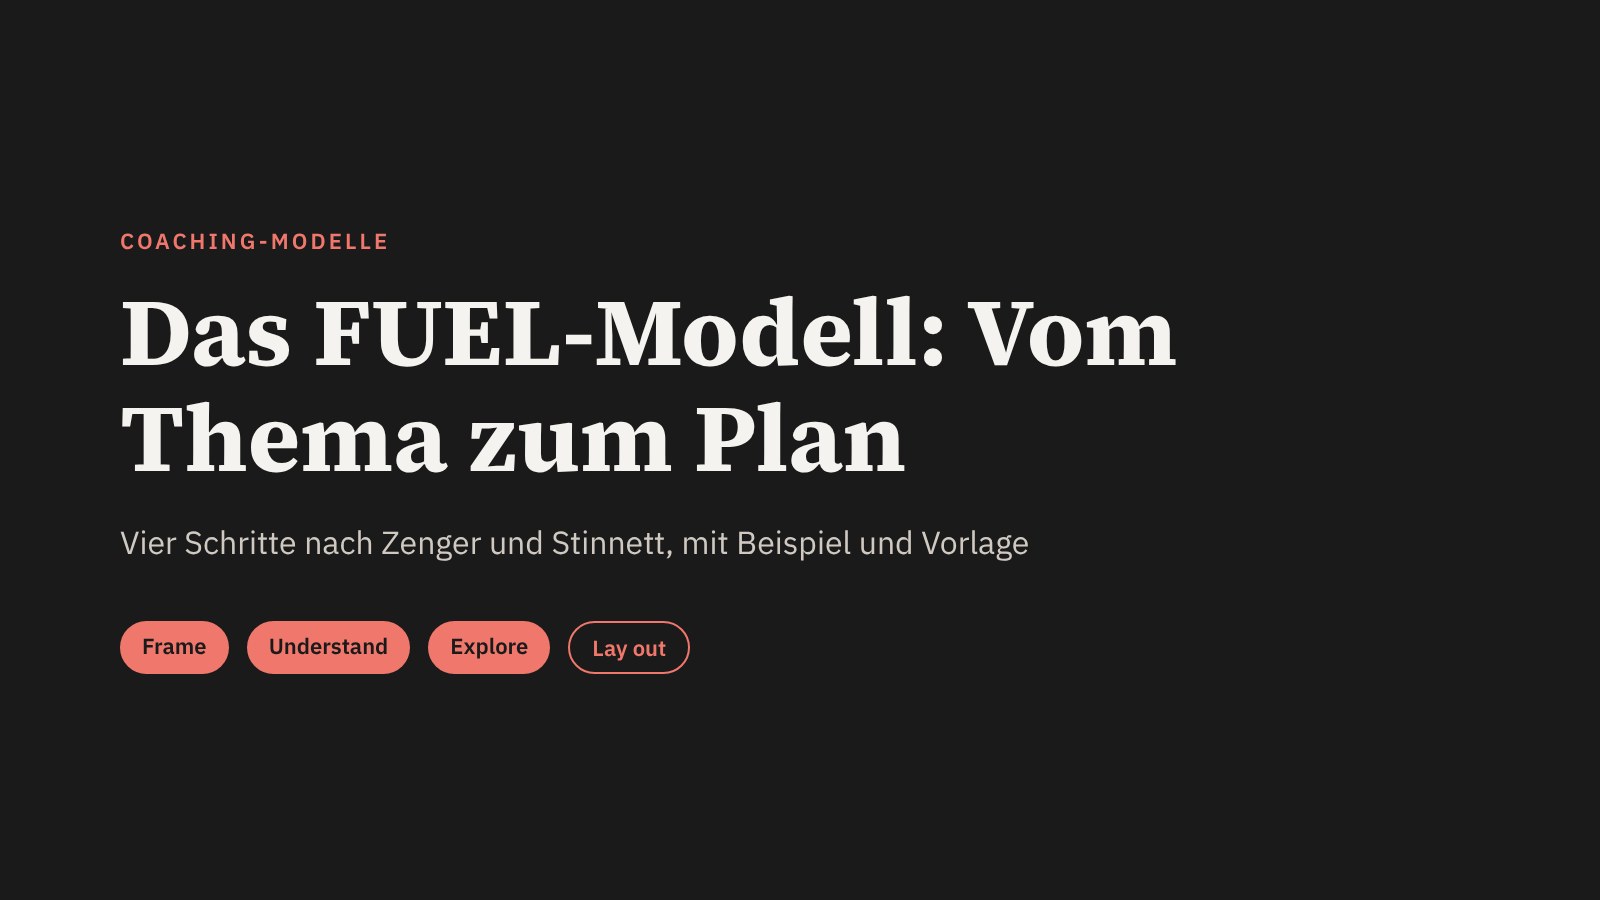 COACHING-MODELLE
Das FUEL-Modell: Vom
Thema zum Plan
Vier Schritte nach Zenger und Stinnett, mit Beispiel und Vorlage
Frame Understand Explore Lay out